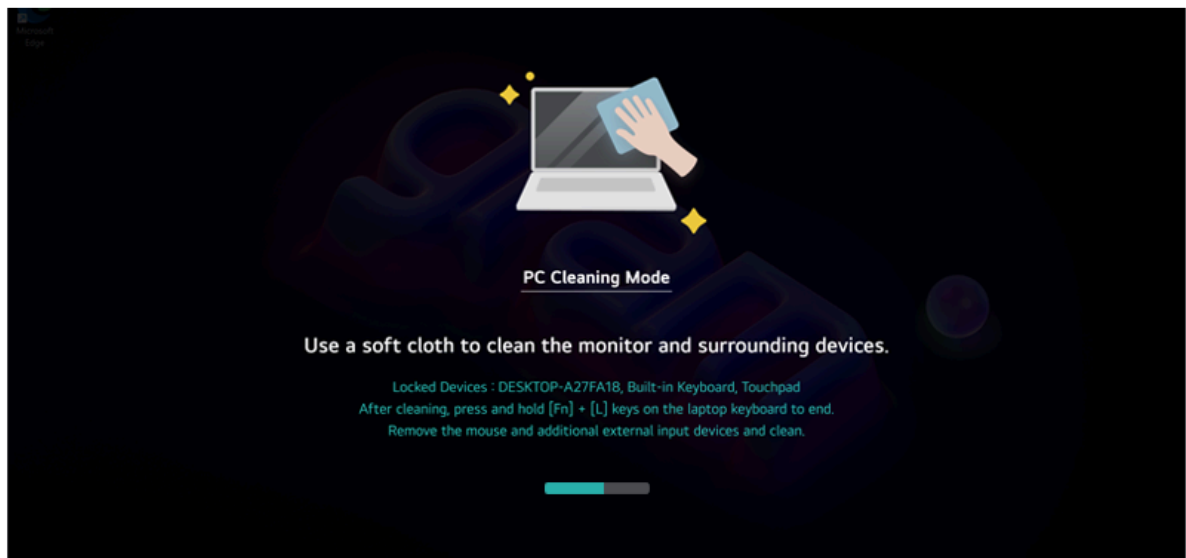 Microsoft
Edge
PC Cleaning Mode
Use a soft cloth to clean the monitor and surrounding devices.
Locked Devices : DESKTOP-A27FA18, Built-in Keyboard, Touchpad
After cleaning, press and hold [Fn] + [L] keys on the laptop keyboard to end.
Remove the mouse and additional external input devices and clean.